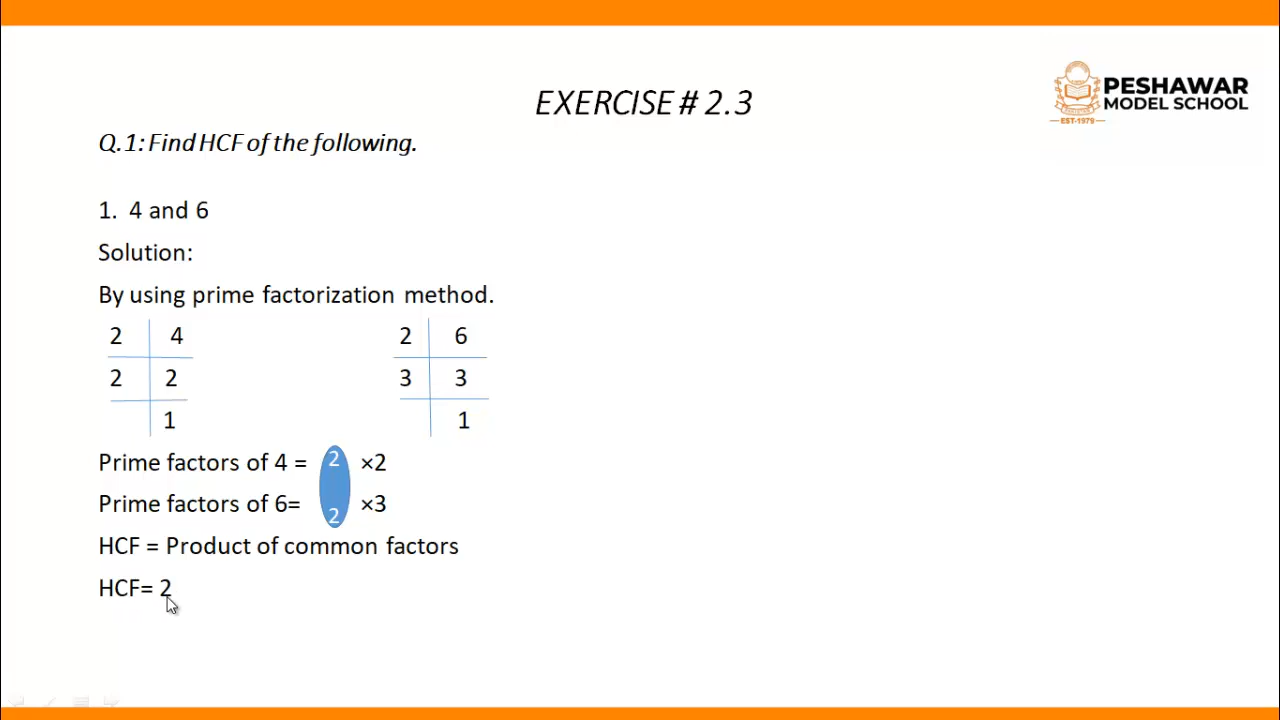 PESHAWAR
MODEL SCHOOL
EST-1979
EXERCISE # 2.3
Q.1: Find HCF of the following.
1. 4 and 6
Solution:
By using prime factorization method.
2 4 2 6
2 2 3 3
1 1
Prime factors of 4 = 2 ×2
Prime factors of 6= 2 ×3
HCF = Product of common factors
HCF= 2